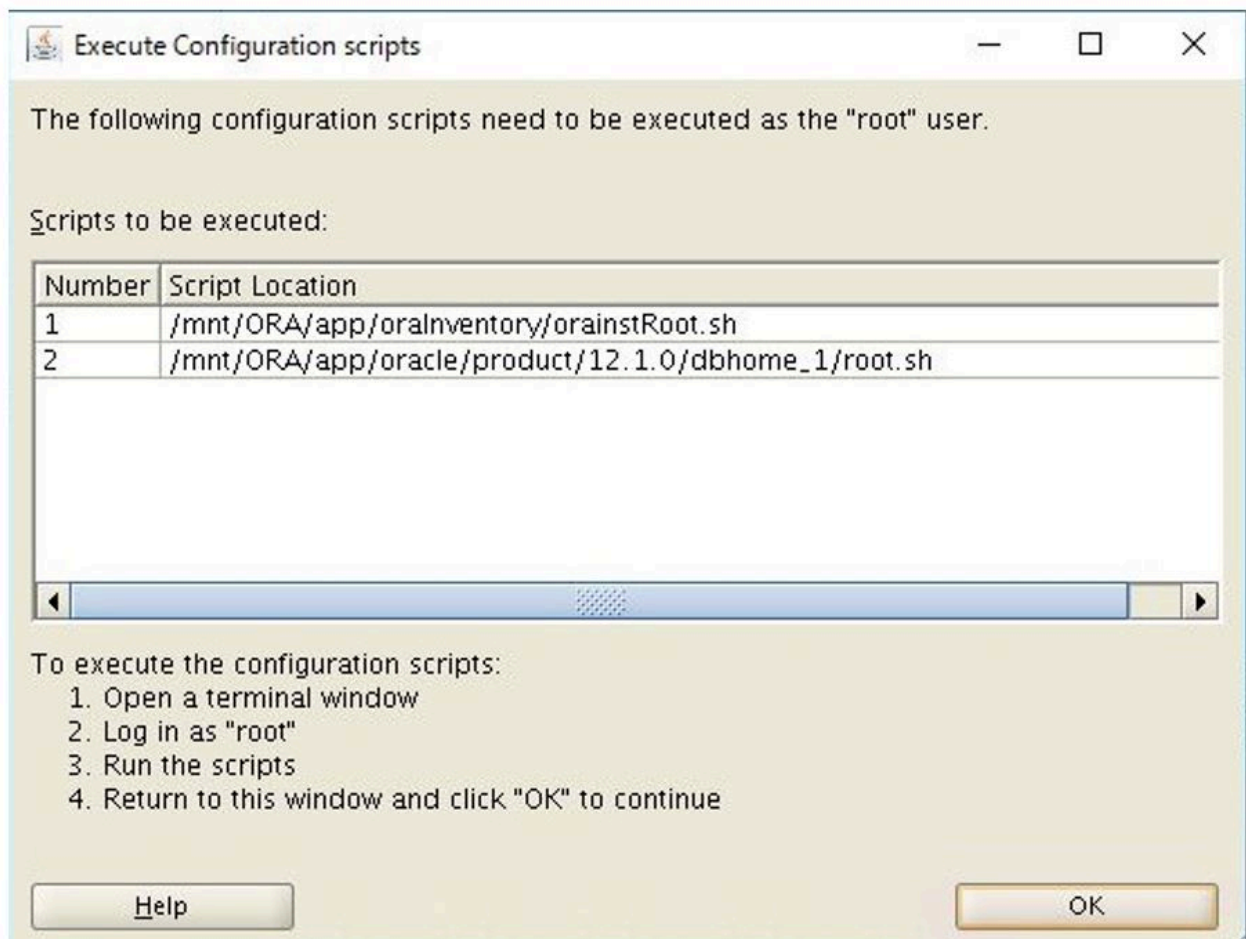 Execute Configuration scripts
The following configuration scripts need to be executed as the "root" user.
Scripts to be executed:
Number Script Location
1 /mnt/ORA/app/oraInventory/orainstRoot.sh
2 /mnt/ORA/app/oracle/product/12.1.0/dbhome_1/root.sh
To execute the configuration scripts:
1. Open a terminal window
2. Log in as "root"
3. Run the scripts
4. Return to this window and click "OK" to continue
Help OK